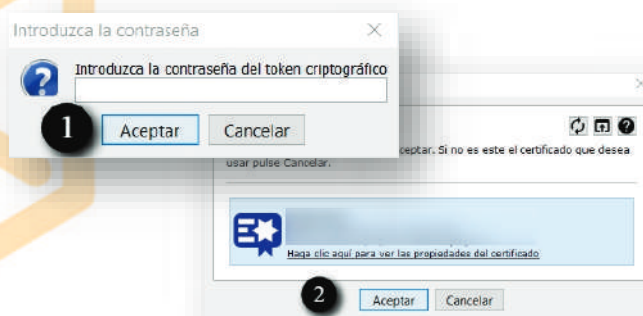 Introduzca la contraseña
Introduzca la contraseña del token criptográfico
1
Aceptar
Cancelar
ceptar. Si no es este el certificado que desea
usar pulse Cancelar.
Haga clic aquí para ver las propiedades del certificado
2
Aceptar
Cancelar